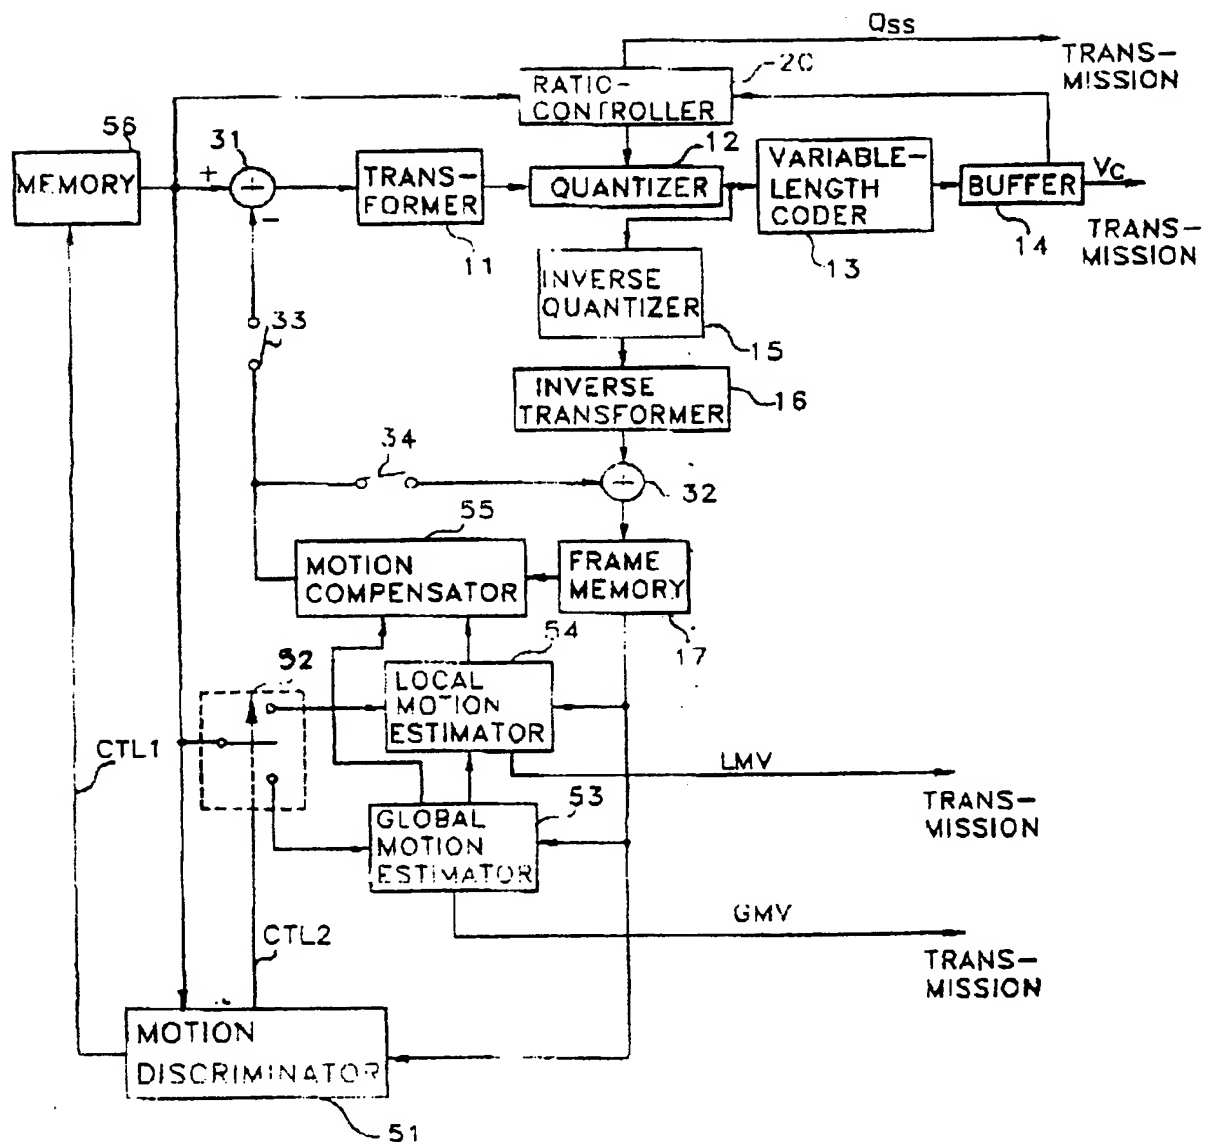 QSS
TRANS-
MISSION
20
RATIO-
CONTROLLER
56
31
MEMORY
+
-
TRANS-
FORMER
11
12
QUANTIZER
VARIABLE-
LENGTH
CODER
13
BUFFER
14
VC
TRANS-
MISSION
INVERSE
QUANTIZER
15
33
INVERSE
TRANSFORMER
16
34
32
55
MOTION
COMPENSATOR
FRAME
MEMORY
17
54
52
LOCAL
MOTION
ESTIMATOR
CTL1
LMV
TRANS-
MISSION
53
GLOBAL
MOTION
ESTIMATOR
GMV
TRANS-
MISSION
CTL2
MOTION
DISCRIMINATOR
51